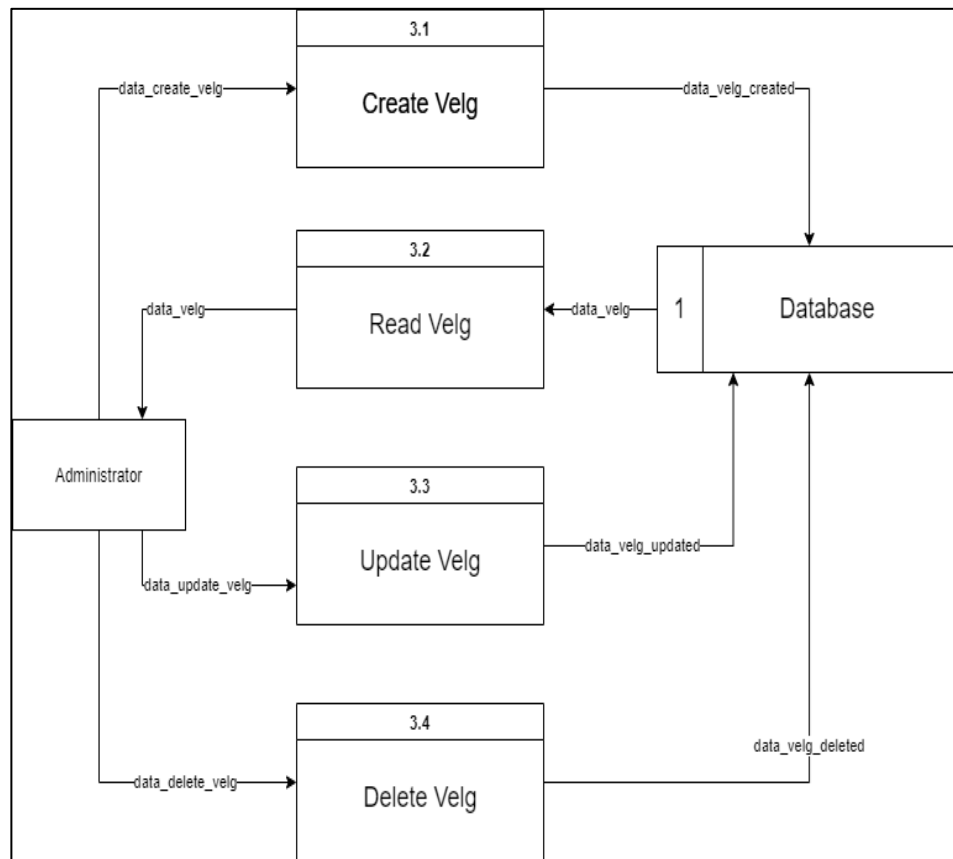 3.1
data_create_velg
Create Velg
data_velg_created
3.2
data_velg
Read Velg
data_velg
1
Database
Administrator
3.3
data_update_velg
Update Velg
data_velg_updated
3.4
data_delete_velg
Delete Velg
data_velg_deleted